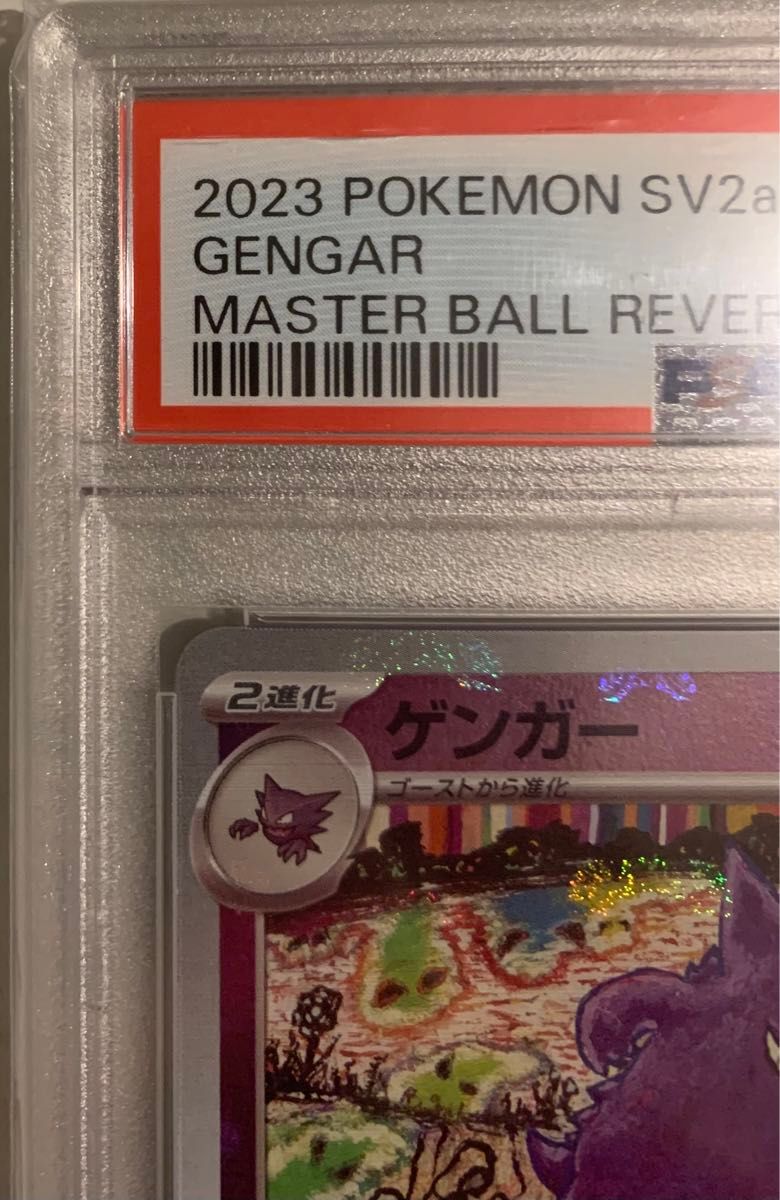 2023 POKEMON SV2a
GENGAR
MASTER BALL REVER
PSA
2進化
ゲンガー
ゴーストから進化